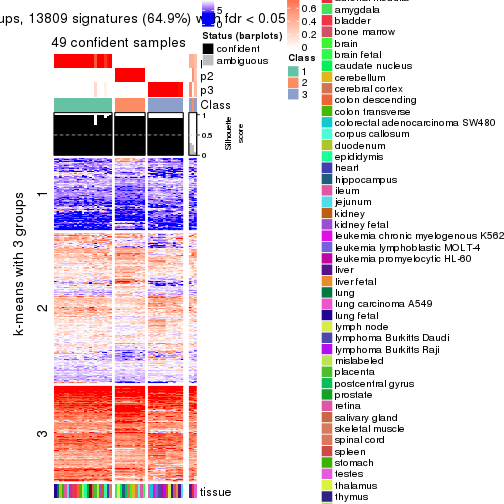 ups, 13809 signatures (64.9%) with fdr < 0.05
49 confident samples
p2
p3
Class
1
0.5
0
Silhouette
score
k-means with 3 groups
1
2
3
tissue
5
0
Status (barplots)
confident
ambiguous
0.6
0.4
0.2
0
Class
1
2
3
amygdala
bladder
bone marrow
brain
brain fetal
caudate nucleus
cerebellum
cerebral cortex
colon descending
colon transverse
colorectal adenocarcinoma SW480
corpus callosum
duodenum
epididymis
heart
hippocampus
ileum
jejunum
kidney
kidney fetal
leukemia chronic myelogenous K562
leukemia lymphoblastic MOLT-4
leukemia promyelocytic HL-60
liver
liver fetal
lung
lung carcinoma A549
lung fetal
lymph node
lymphoma Burkitts Daudi
lymphoma Burkitts Raji
mislabeled
placenta
postcentral gyrus
prostate
retina
salivary gland
skeletal muscle
spinal cord
spleen
stomach
testes
thalamus
thymus